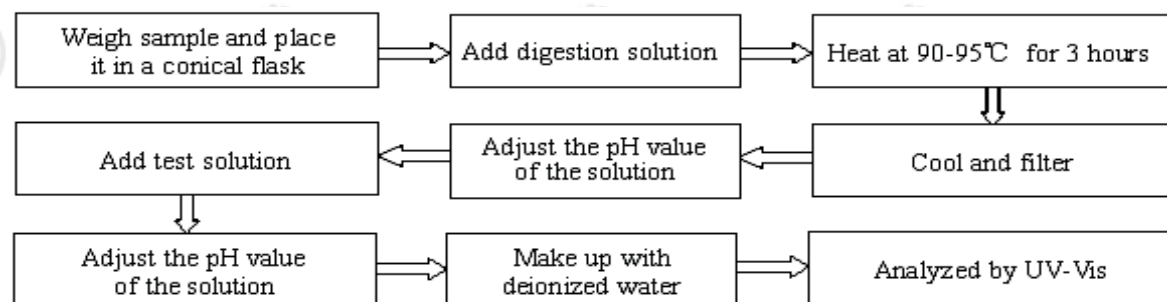 Weigh sample and place
it in a conical flask
Add digestion solution
Heat at 90-95℃ for 3 hours
Cool and filter
Adjust the pH value
of the solution
Add test solution
Adjust the pH value
of the solution
Make up with
deionized water
Analyzed by UV-Vis